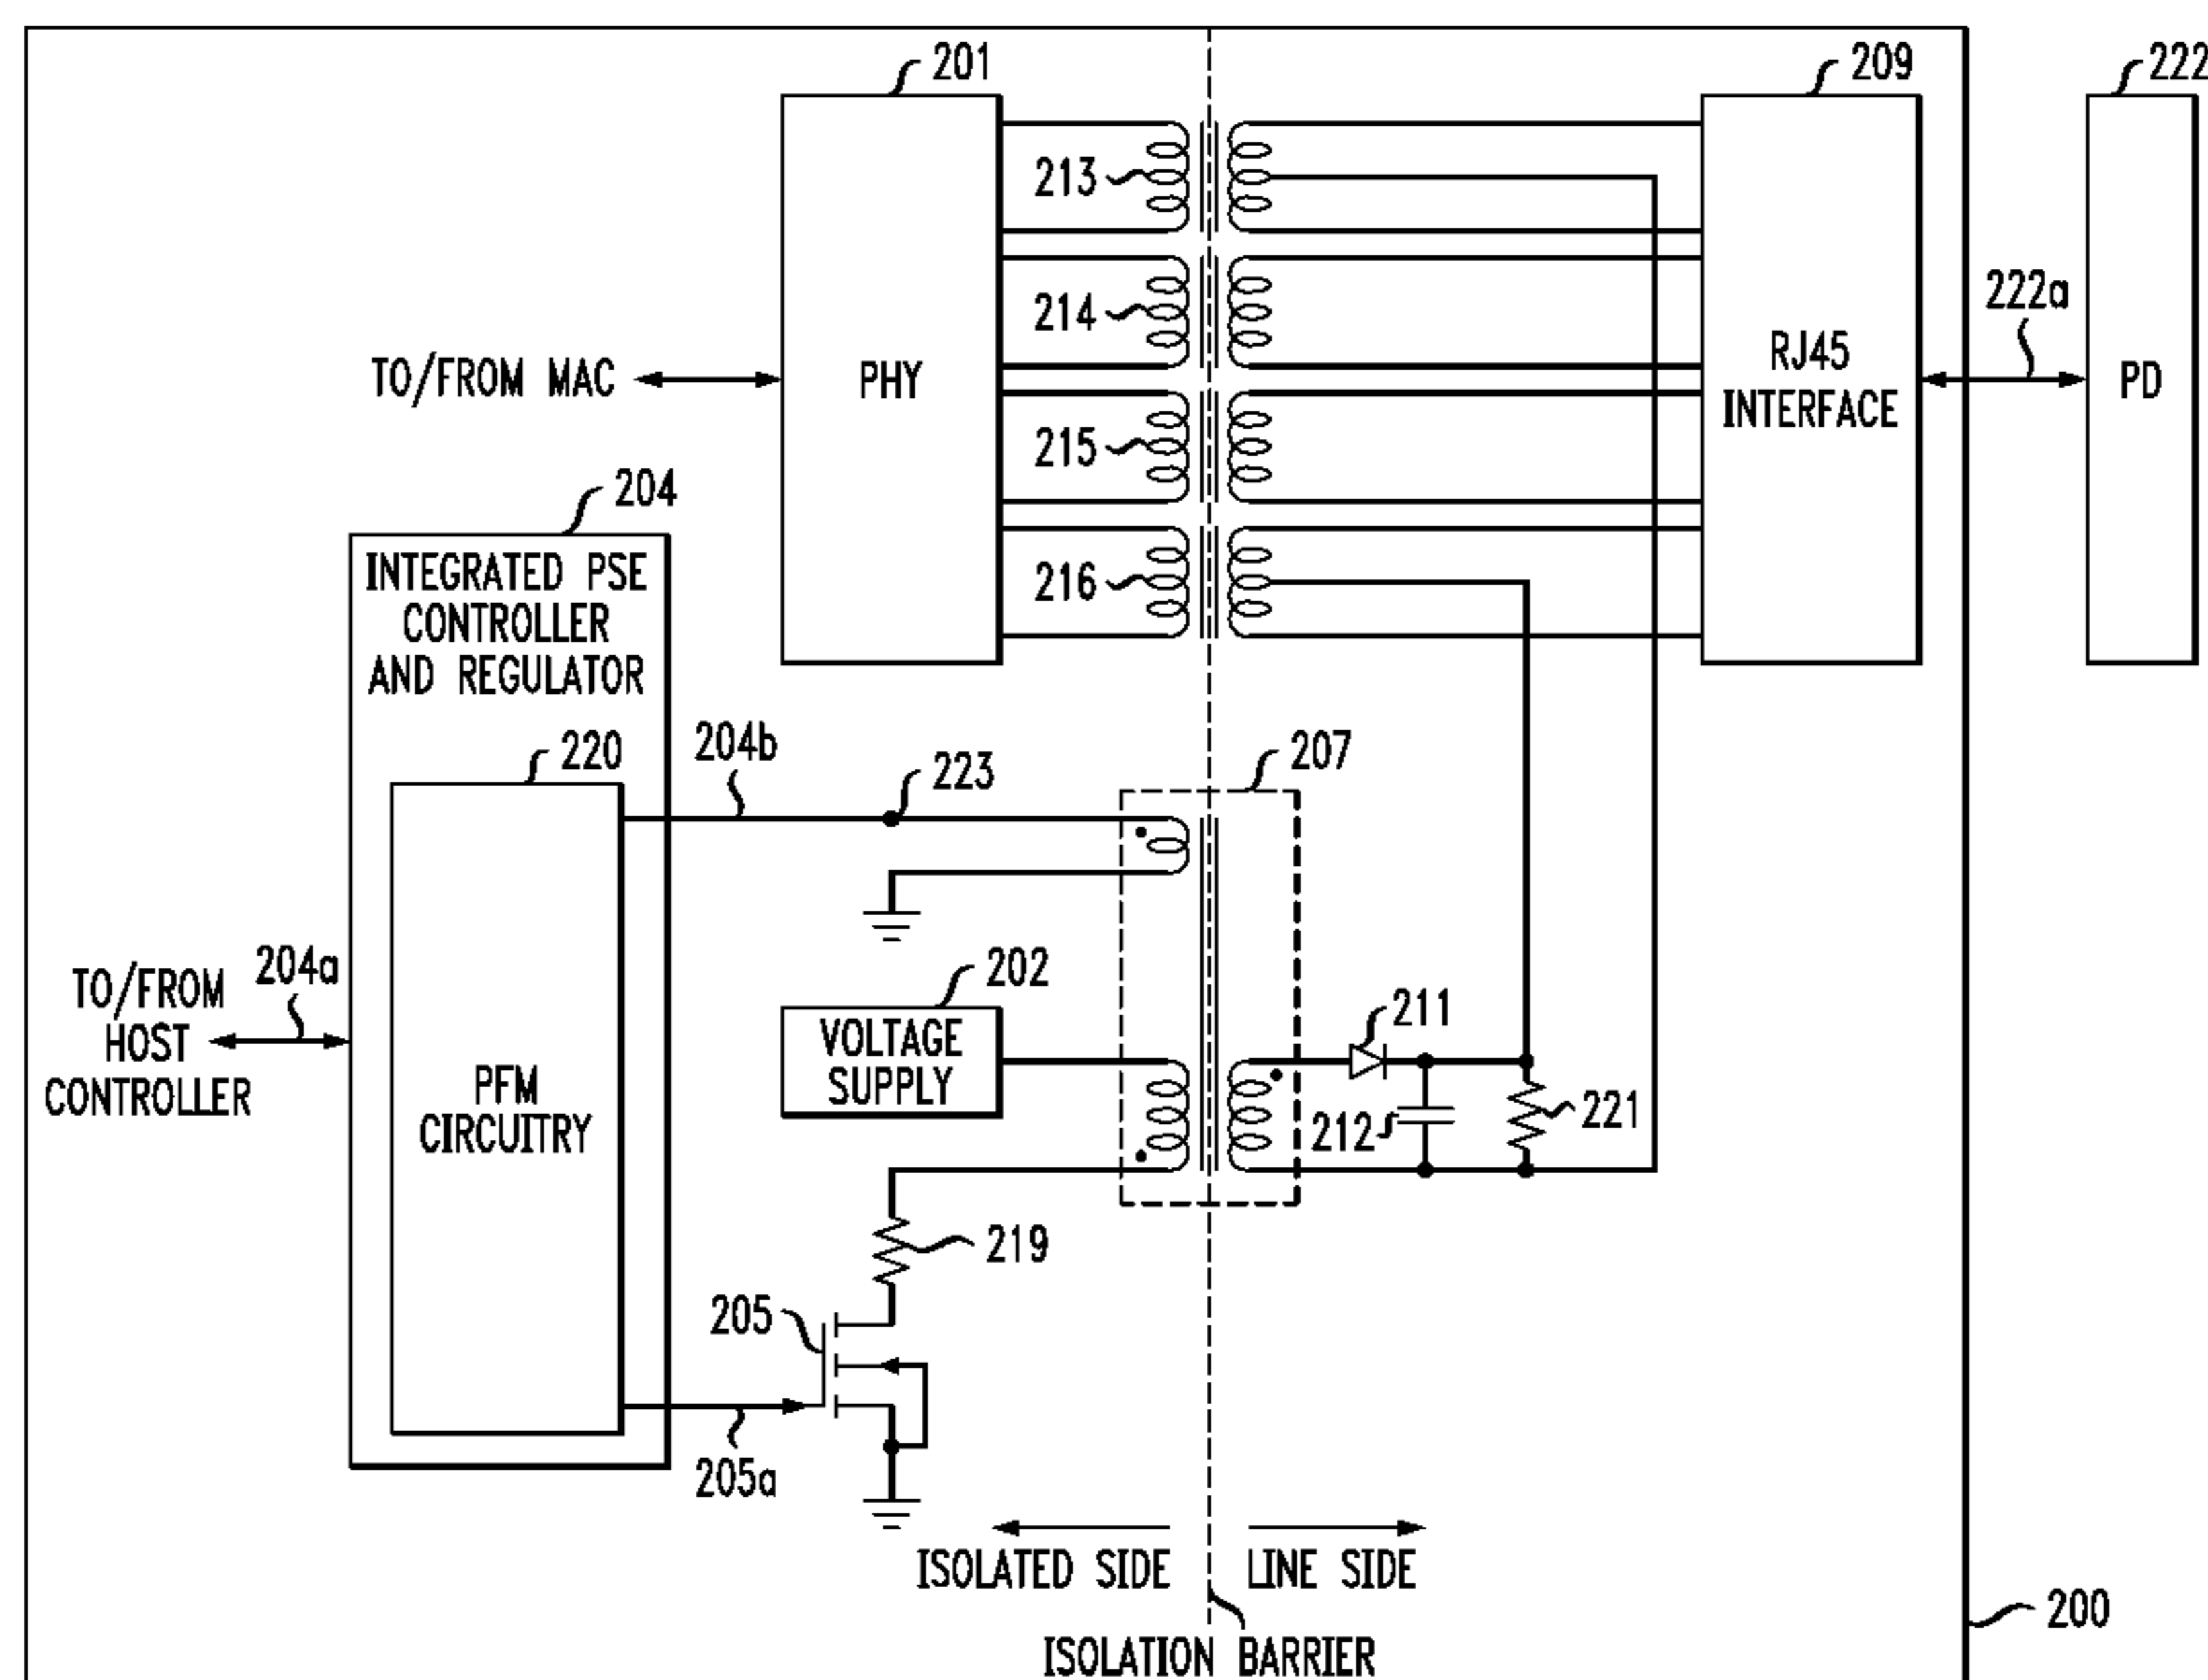 201
209
222
213
214
215
216
222a
TO/FROM MAC
PHY
RJ45
INTERFACE
PD
204
INTEGRATED PSE
CONTROLLER
AND REGULATOR
220
204b
223
207
204a
TO/FROM
HOST
CONTROLLER
PFM
CIRCUITRY
202
VOLTAGE
SUPPLY
211
212
221
219
205
205a
ISOLATED SIDE
LINE SIDE
ISOLATION BARRIER
200